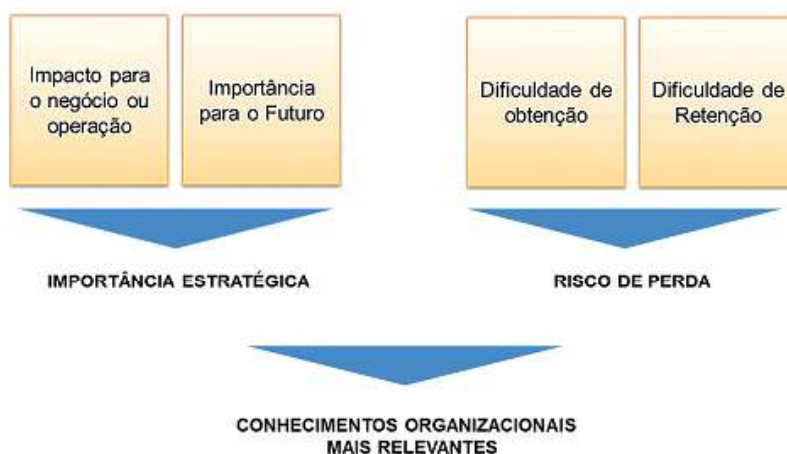 Impacto para
o negócio ou
operação
Importância
para o Futuro
Dificuldade de
obtenção
Dificuldade de
Retenção
IMPORTÂNCIA ESTRATÉGICA
RISCO DE PERDA
CONHECIMENTOS ORGANIZACIONAIS
MAIS RELEVANTES